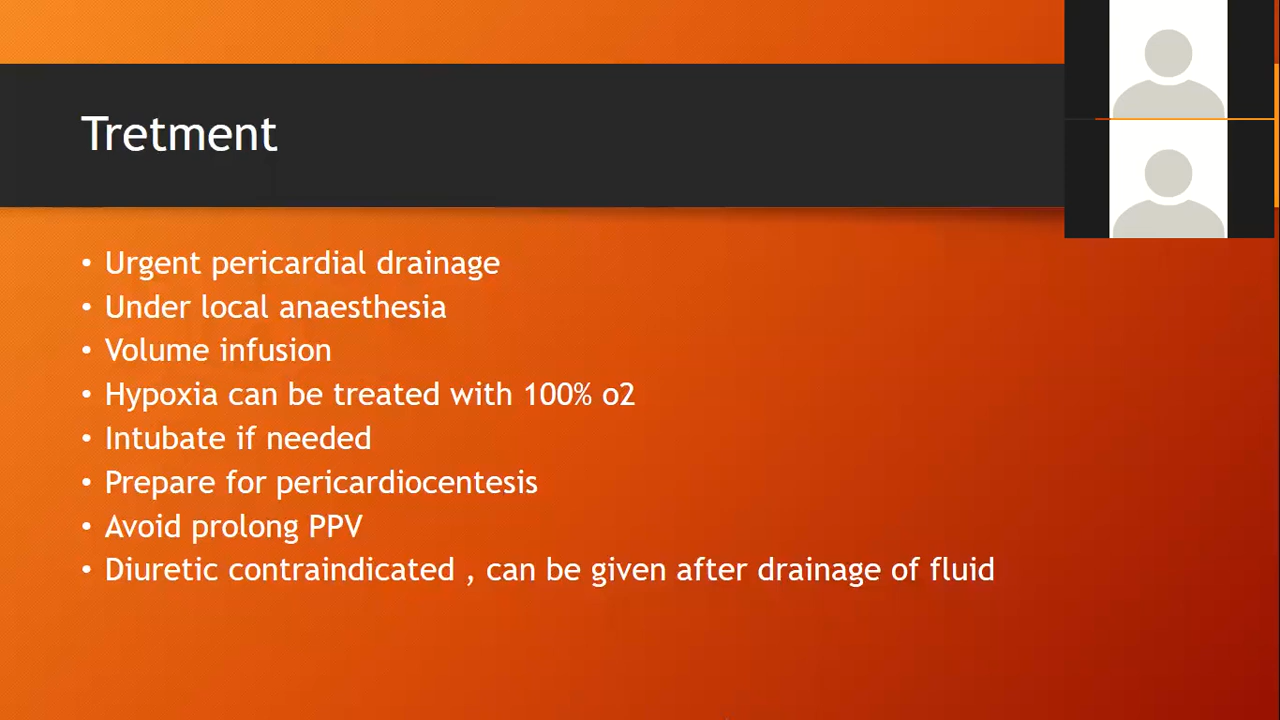 Tretment
• Urgent pericardial drainage
• Under local anaesthesia
• Volume infusion
• Hypoxia can be treated with 100% o2
• Intubate if needed
• Prepare for pericardiocentesis
• Avoid prolong PPV
• Diuretic contraindicated , can be given after drainage of fluid